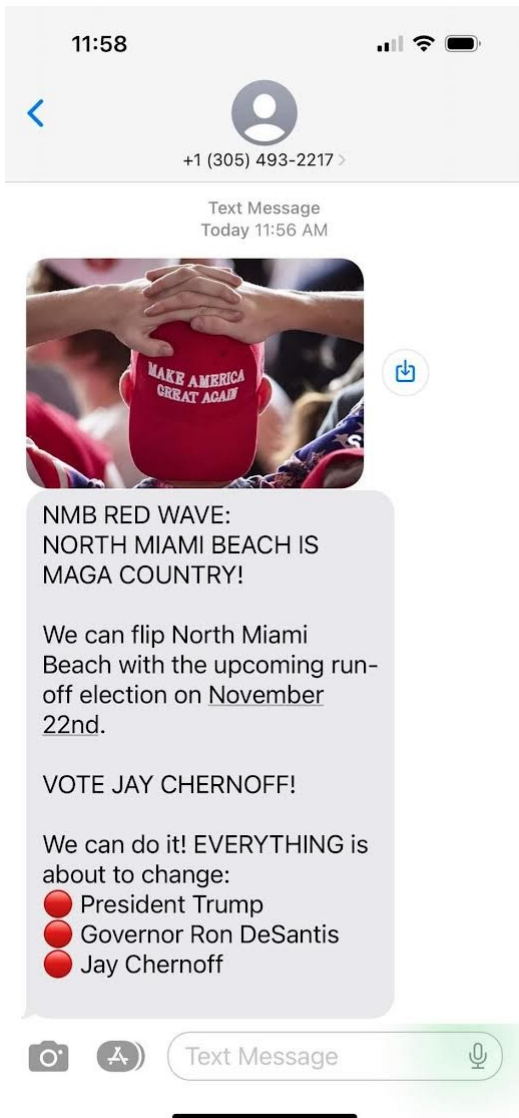 11:58
+1 (305) 493-2217
Text Message
Today 11:56 AM
MAKE AMERICA
GREAT AGAIN
NMB RED WAVE:
NORTH MIAMI BEACH IS
MAGA COUNTRY!
We can flip North Miami
Beach with the upcoming run-
off election on November
22nd.
VOTE JAY CHERNOFF!
We can do it! EVERYTHING is
about to change:
🔴 President Trump
🔴 Governor Ron DeSantis
🔴 Jay Chernoff
Text Message